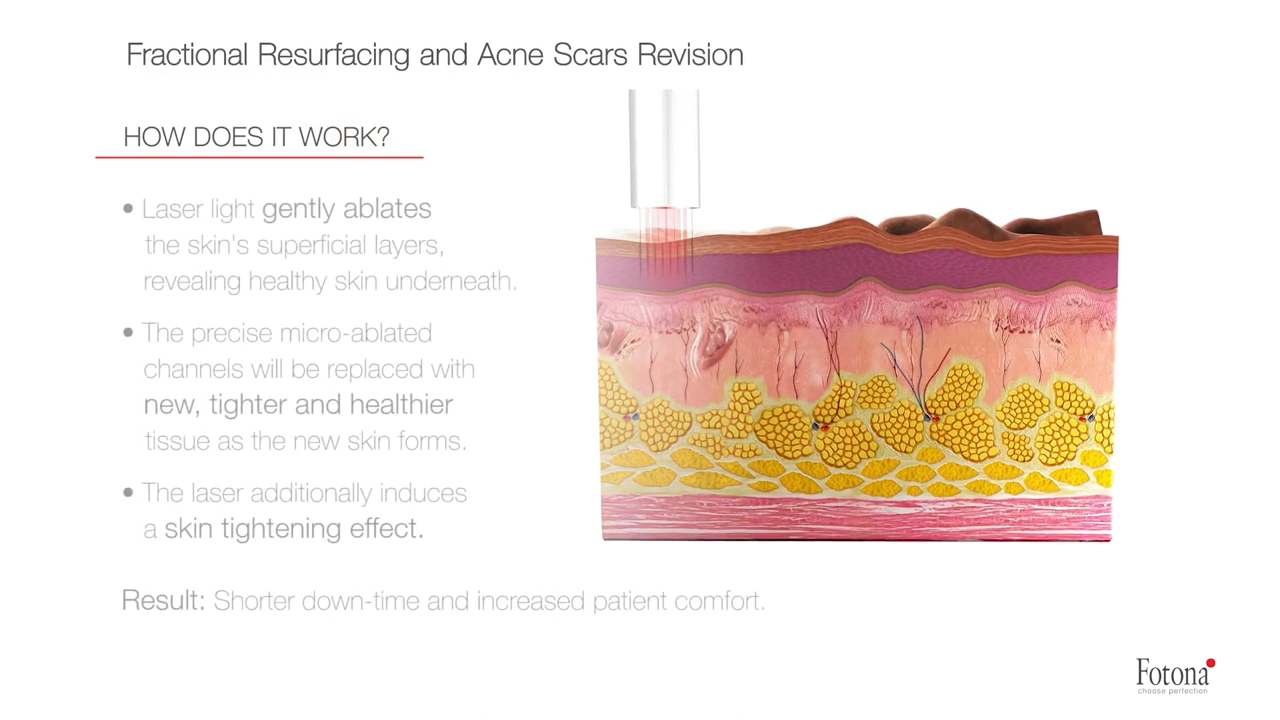 Fractional Resurfacing and Acne Scars Revision
HOW DOES IT WORK?
• Laser light gently ablates
the skin's superficial layers,
revealing healthy skin underneath.
• The precise micro-ablated
channels will be replaced with
new, tighter and healthier
tissue as the new skin forms.
• The laser additionally induces
a skin tightening effect.
Result: Shorter down-time and increased patient comfort.
Fotona
choose perfection